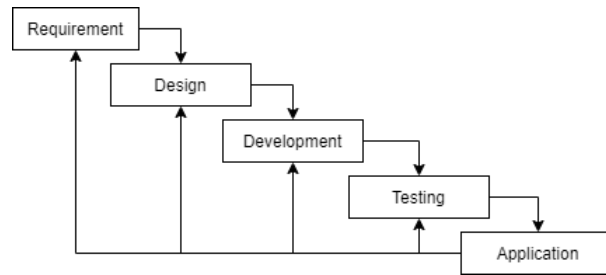 Requirement
Design
Development
Testing
Application